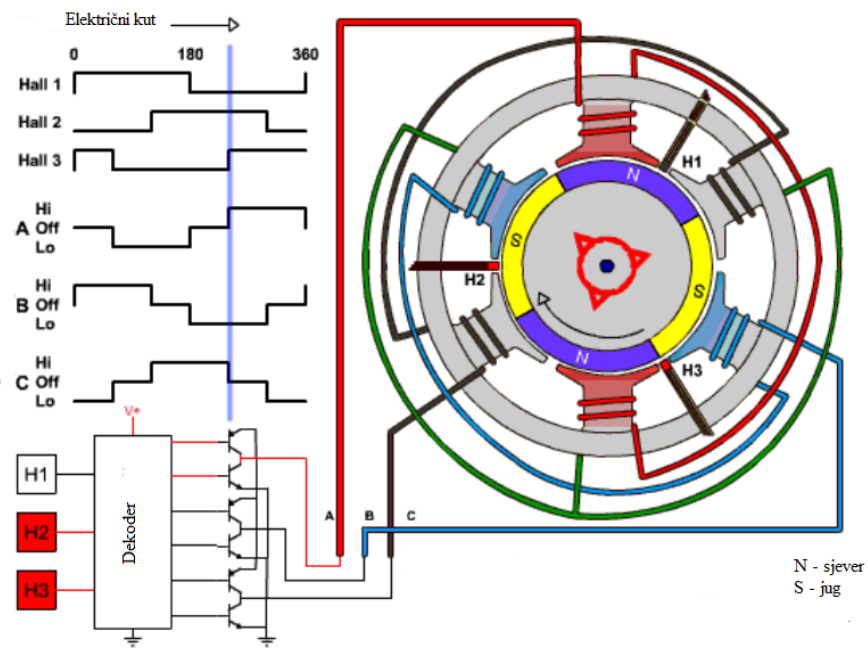 Električni kut
0 180 360
Hall 1
Hall 2
Hall 3
Hi
A Off
Lo
Hi
B Off
Lo
Hi
C Off
Lo
V+
H1
H2
H3
Dekoder
A B C
N
S
S
N
H1
H2
H3
N - sjever
S - jug